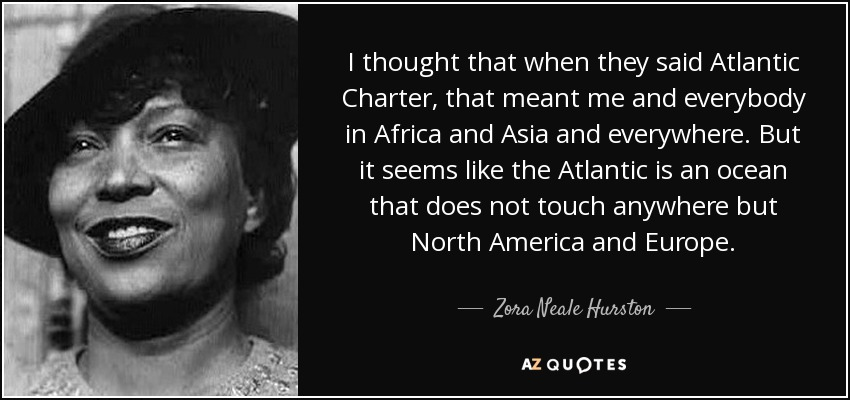 I thought that when they said Atlantic
Charter, that meant me and everybody
in Africa and Asia and everywhere. But
it seems like the Atlantic is an ocean
that does not touch anywhere but
North America and Europe.
Zora Neale Hurston
AZ QUOTES